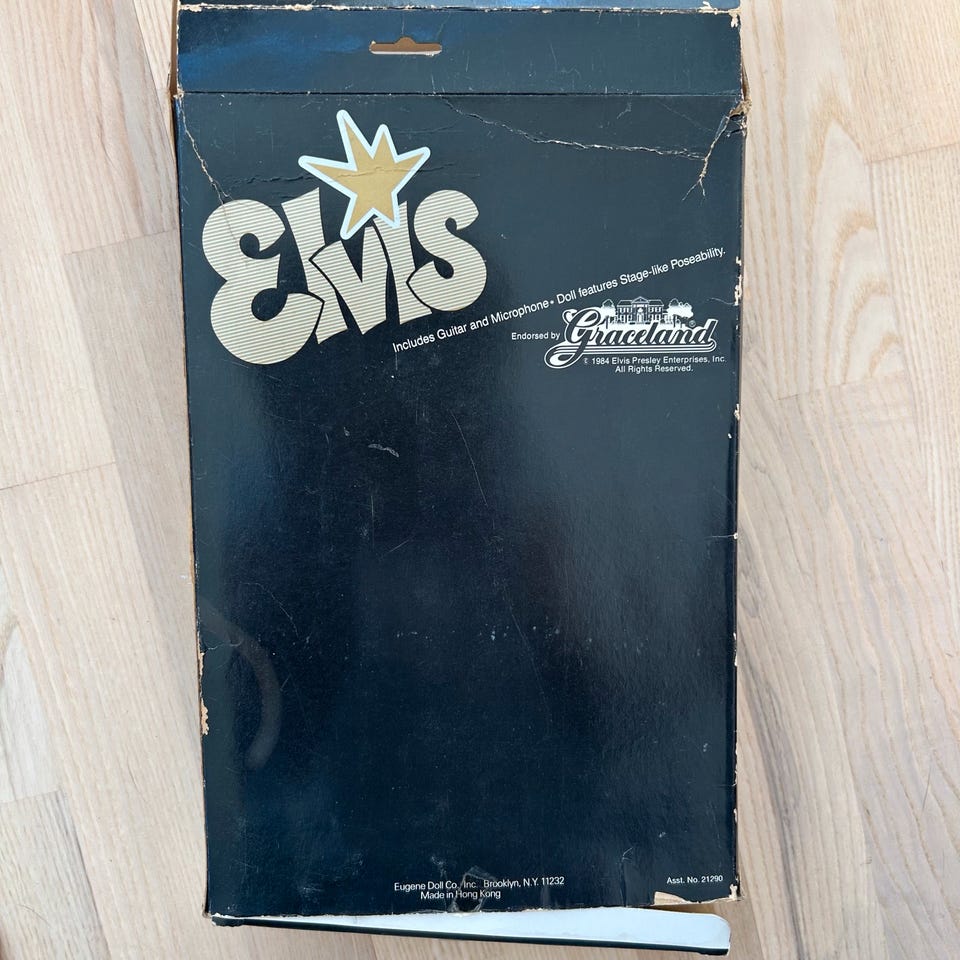 Elvis
Includes Guitar and Microphone • Doll features Stage-like Poseability.
Endorsed by Graceland ®
© 1984 Elvis Presley Enterprises, Inc.
All Rights Reserved.
Eugene Doll Co., Inc. Brooklyn, N.Y. 11232
Made in Hong Kong
Asst. No. 21290